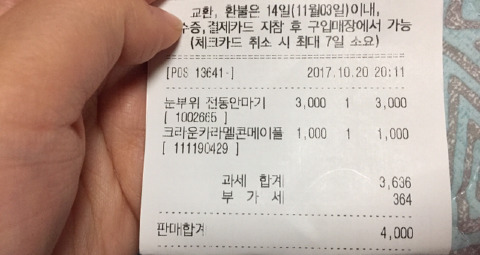 교환, 환불은 14일(11월03일)이내,
수증,결제카드 지참 후 구입매장에서 가능
(체크카드 취소 시 최대 7일 소요)
[POS 13641-] 2017.10.20 20:11
눈부위 전동안마기 3,000 1 3,000
[ 1002665 ]
크라운카라멜콘메이플 1,000 1 1,000
[ 111190429 ]
과세 합계 3,636
부 가 세 364
판매합계 4,000